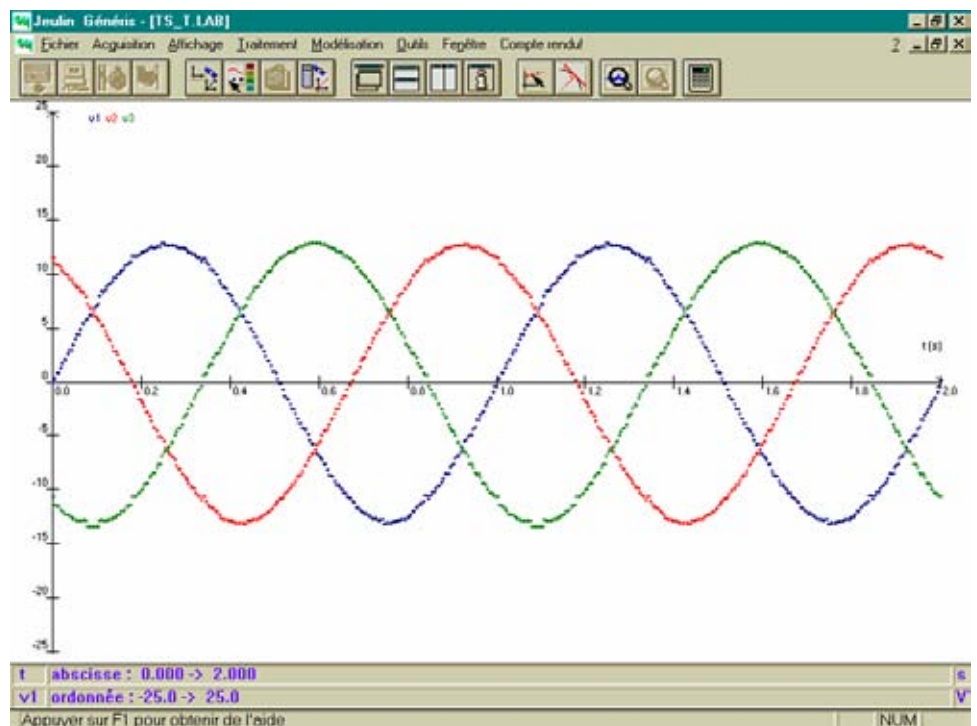 Jeulin Généris - [TS_T.LAB]
Fichier Acquisition Affichage Traitement Modélisation Outils Fenêtre Compte rendu! ?
v1 v2 v3
25
20
15
10
5
0
-5
-10
-15
-20
-25
0.0 0.2 0.4 0.6 0.8 1.0 1.2 1.4 1.6 1.8 2.0
t(s)
t abscisse : 0.000 -> 2.000 s
v1 ordonnée : -25.0 -> 25.0 V
Appuyer sur F1 pour obtenir de l'aide NUM